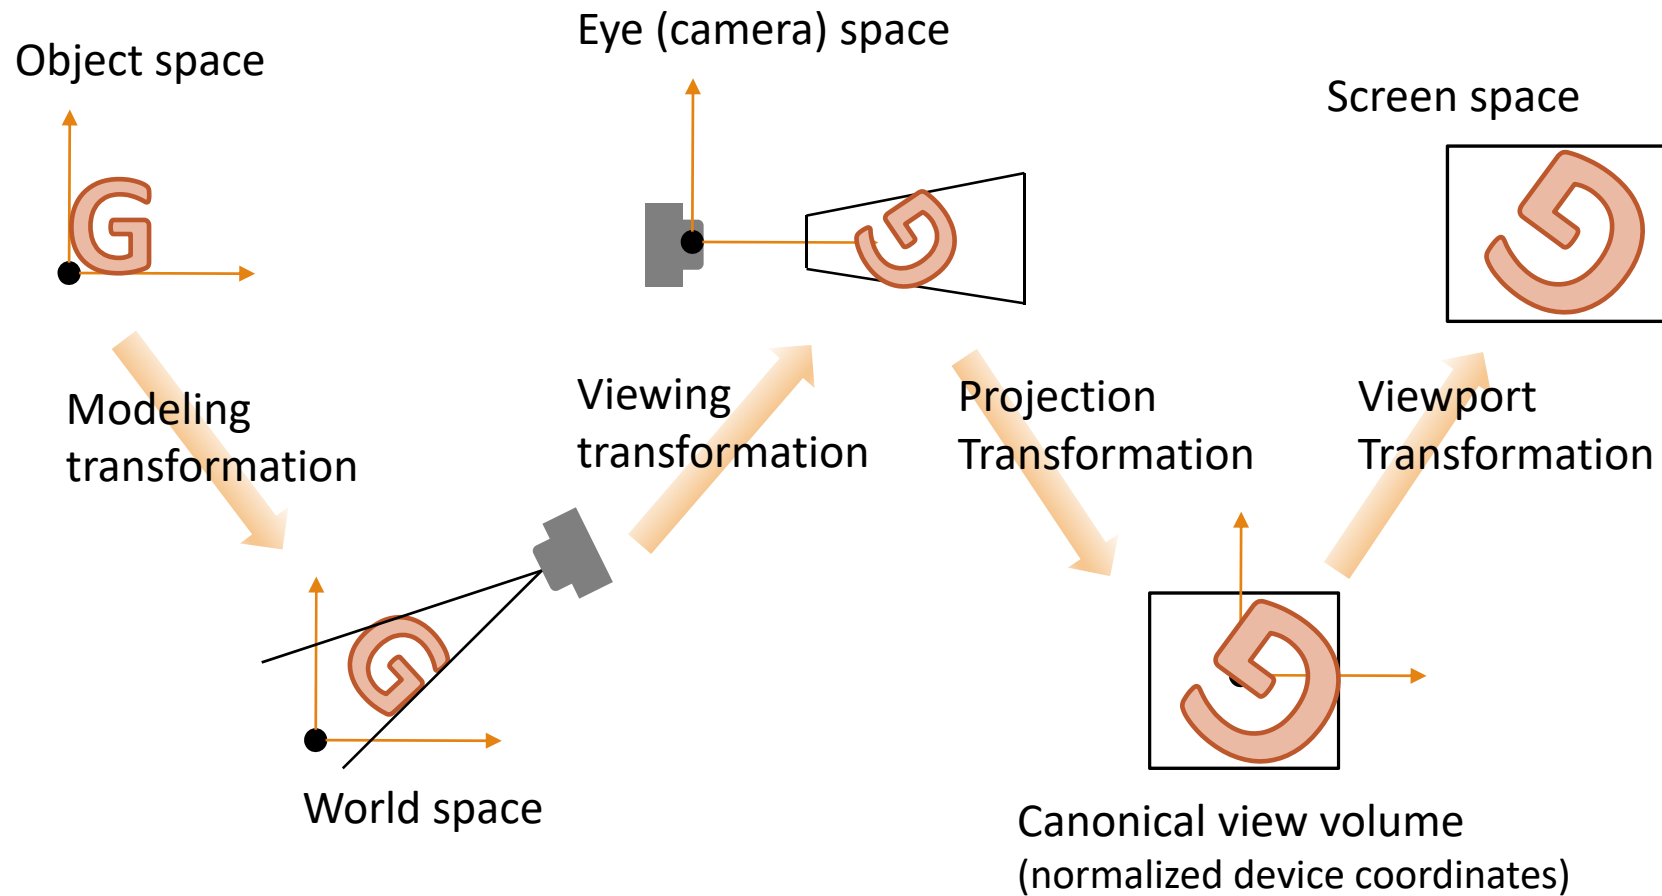 Object space
G
Modeling
transformation
G
World space
Viewing
transformation
Eye (camera) space
G
Projection
Transformation
G
Canonical view volume
(normalized device coordinates)
Viewport
Transformation
Screen space
G